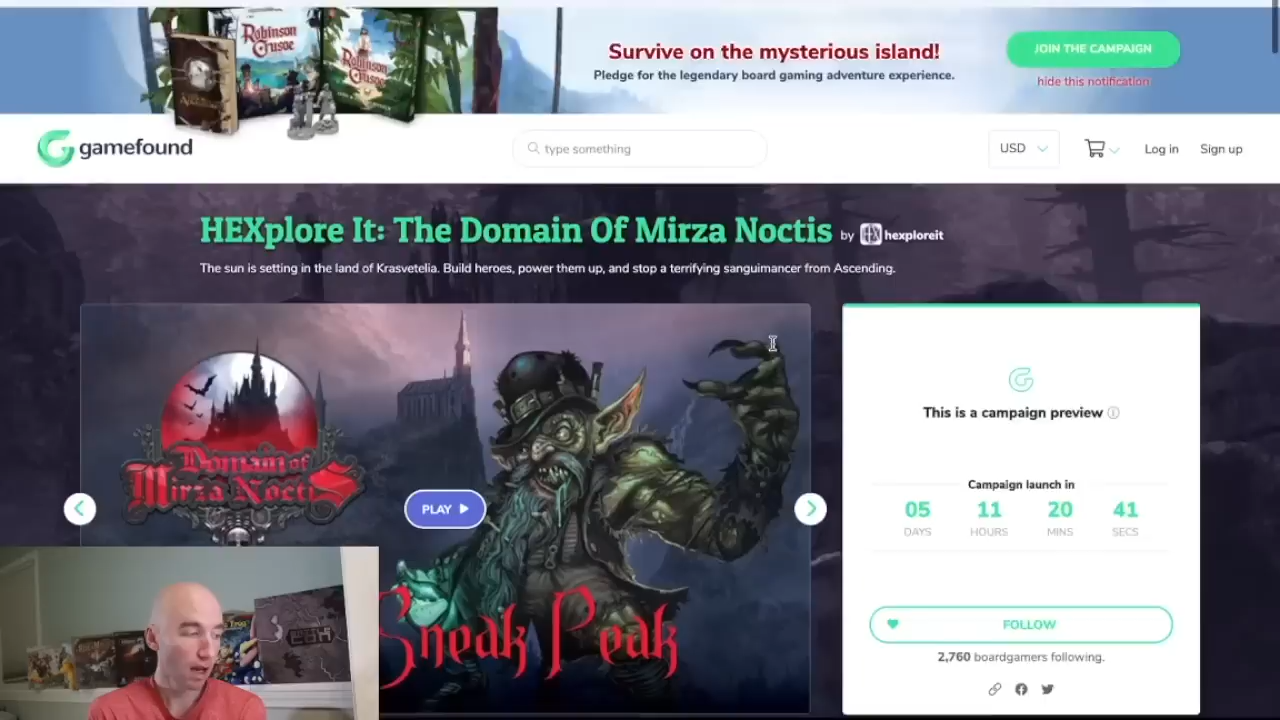 Robinson
Crusoe
Robinson
Crusoe
Survive on the mysterious island!
Pledge for the legendary board gaming adventure experience.
JOIN THE CAMPAIGN
hide this notification
gamefound
type something
USD
Log in
Sign up
HEXplore It: The Domain Of Mirza Noctis by hexploreit
The sun is setting in the land of Krasvetelia. Build heroes, power them up, and stop a terrifying sanguimancer from Ascending.
Domain of
Mirza Noctis
PLAY
Sneak Peak
This is a campaign preview
Campaign launch in
05 11 20 41
DAYS HOURS MINS SECS
FOLLOW
2,760 boardgamers following.